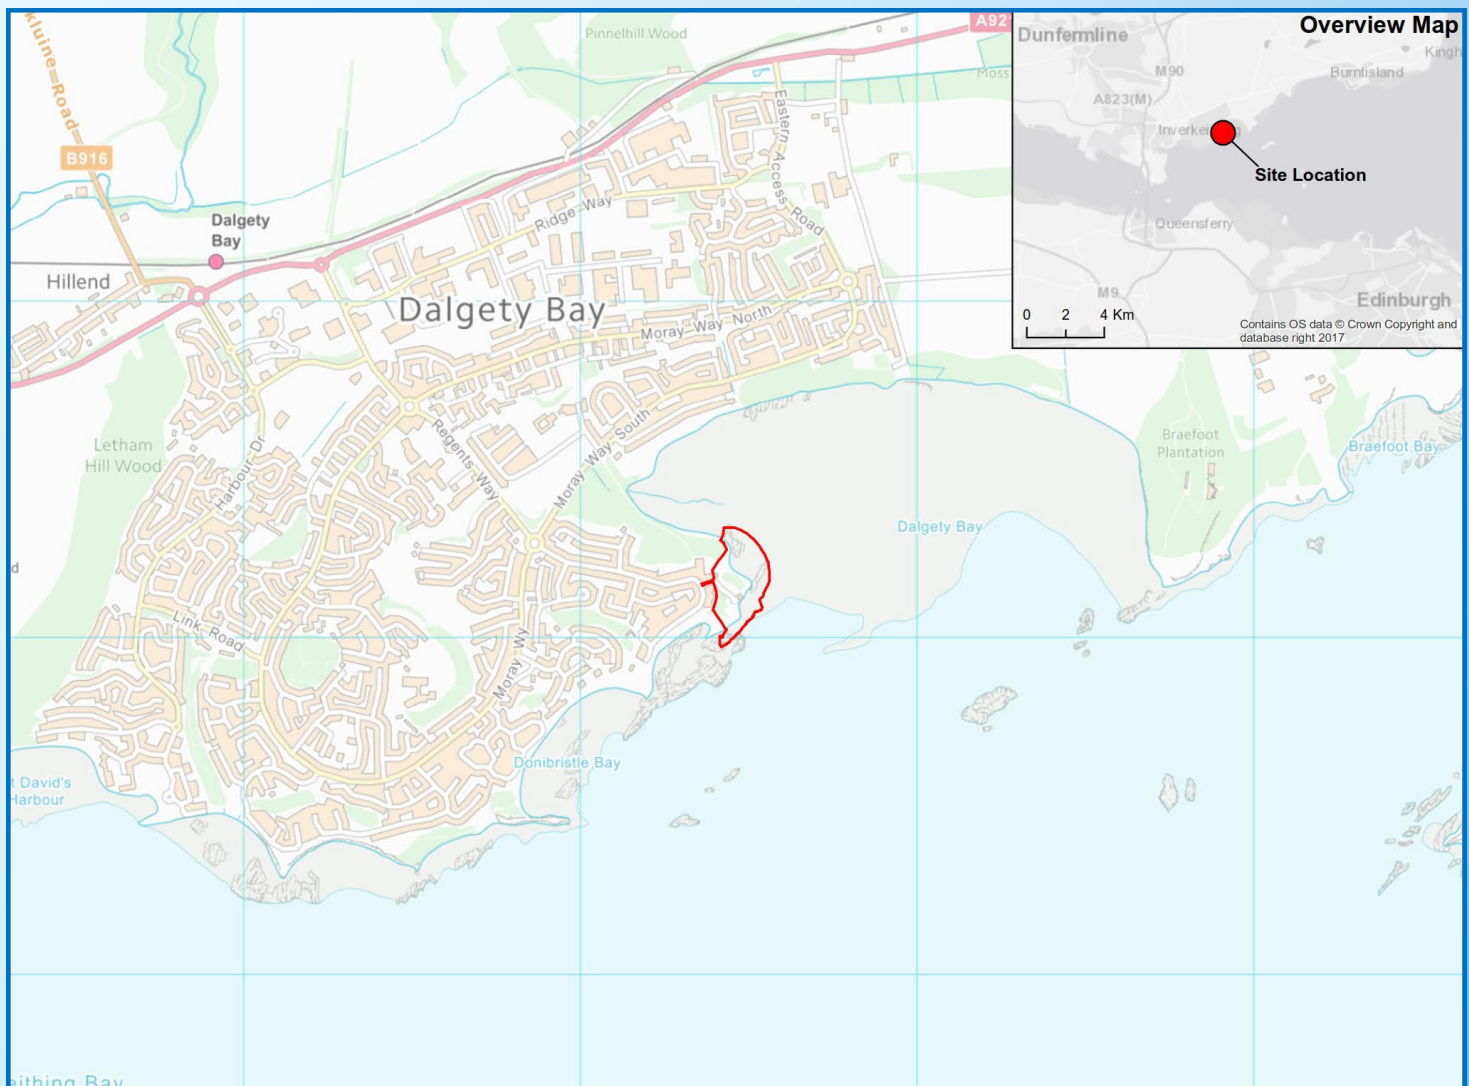 kluine Road
Pinnelhill Wood
A92
Moss
Overview Map
Dunfermline
M90
Kingh
Burntisland
A823(M)
Site Location
Queensferry
M9
Edinburgh
0 2 4 Km
Contains OS data © Crown Copyright and
database right 2017
B916
Eastern Access Road
Ridge Way
Dalgety
Bay
Hillend
Dalgety Bay
Moray Way North
Letham
Hill Wood
Harbour Dr
Regents Way
Moray Way South
Braefoot
Plantation
Braefoot Bay
Dalgety Bay
d
Link Road
Moray Wy
Donibristle Bay
t David's
Harbour
aithing Bay